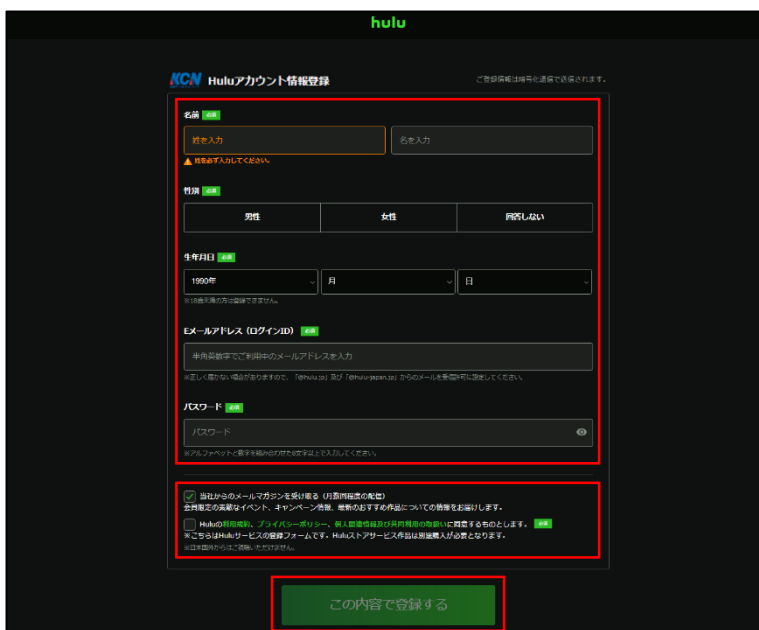 hulu
KCN Huluアカウント情報登録 ご登録情報は暗号化通信で送信されます。
名前 必須
姓を入力 名を入力
姓を必ず入力してください。
性別 必須
男性 女性 回答しない
生年月日 必須
1990年 月 日
※18歳未満の方は登録できません。
Eメールアドレス（ログインID） 必須
半角英数字でご利用中のメールアドレスを入力
※正しく届かない場合がありますので、「@hulu.jp」及び「@hulu-japan.jp」からのメールを受信許可に設定してください。
パスワード 必須
パスワード
※アルファベットと数字を組み合わせた6文字以上で入力してください。
当社からのメールマガジンを受け取る（月数回程度の配信）
会員限定の素敵なイベント、キャンペーン情報、最新のおすすめ作品についての情報をお届けします。
Huluの利用規約、プライバシーポリシー、個人関連情報及び共同利用の取扱いに同意するものとします。 必須
※こちらはHuluサービスの登録フォームです。Huluストアサービス作品は別途購入が必要となります。
※日本国外からはご視聴いただけません。
この内容で登録する